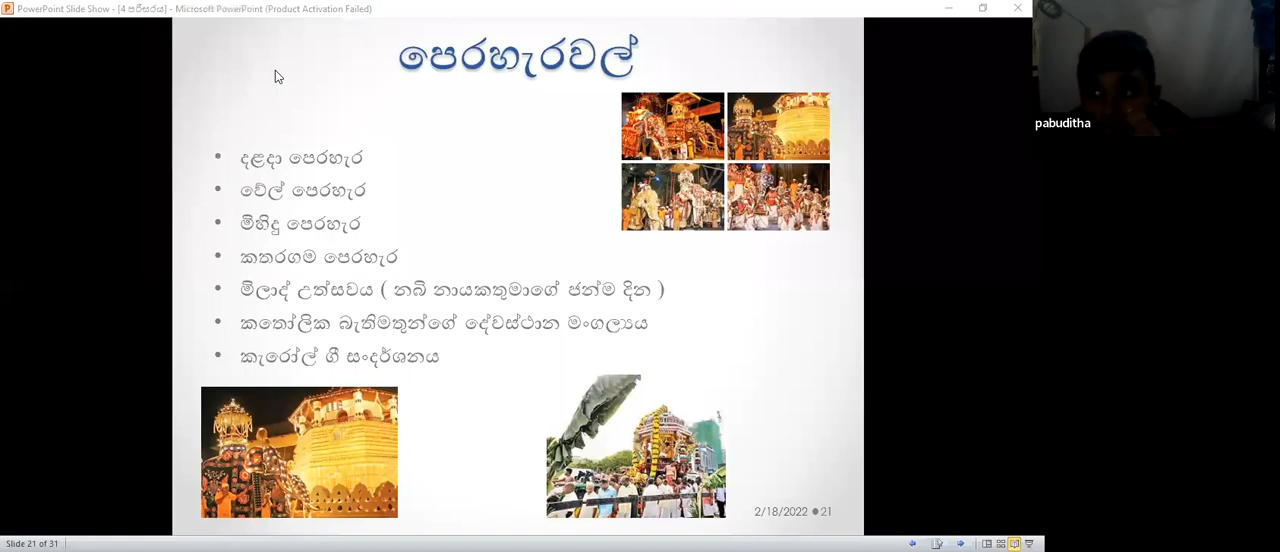 PowerPoint Slide Show - [4 පරිසරය] - Microsoft PowerPoint (Product Activation Failed)
පෙරහැරවල්
pabuditha
• දළදා පෙරහැර
• වේල් පෙරහැර
• මිහිදු පෙරහැර
• කතරගම පෙරහැර
• මිලාද් උත්සවය ( නබි නායකතුමාගේ ජන්ම දින )
• කතෝලික බැතිමතුන්ගේ දේවස්ථාන මංගල්‍යය
• කැරෝල් ගී සංදර්ශනය
2/18/2022 ●21
Slide 21 of 31